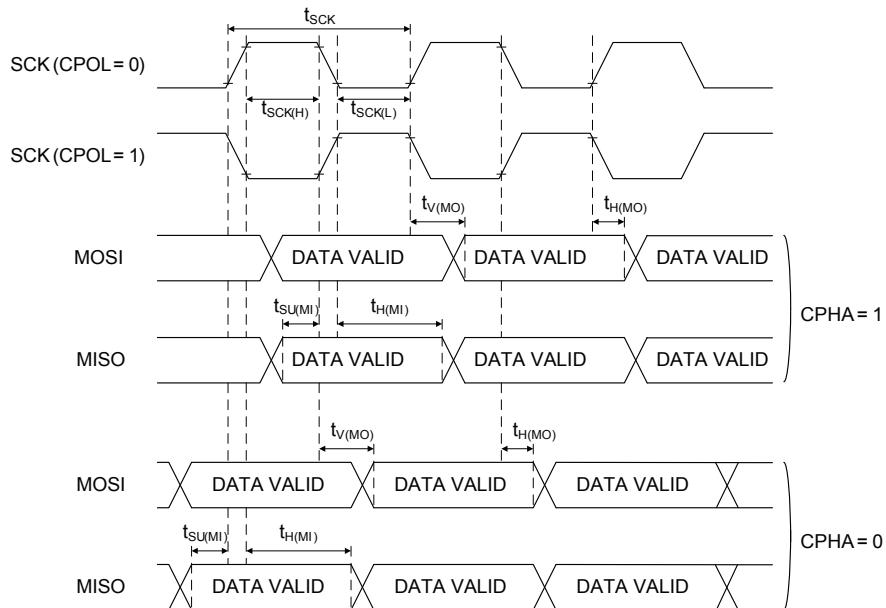 tSCK
SCK (CPOL = 0)
tSCK(H)
tSCK(L)
SCK (CPOL = 1)
tV(MO)
tH(MO)
MOSI
DATA VALID
DATA VALID
DATA VALID
tSU(MI)
tH(MI)
CPHA = 1
MISO
DATA VALID
DATA VALID
DATA VALID
tV(MO)
tH(MO)
MOSI
DATA VALID
DATA VALID
DATA VALID
tSU(MI)
tH(MI)
CPHA = 0
MISO
DATA VALID
DATA VALID
DATA VALID